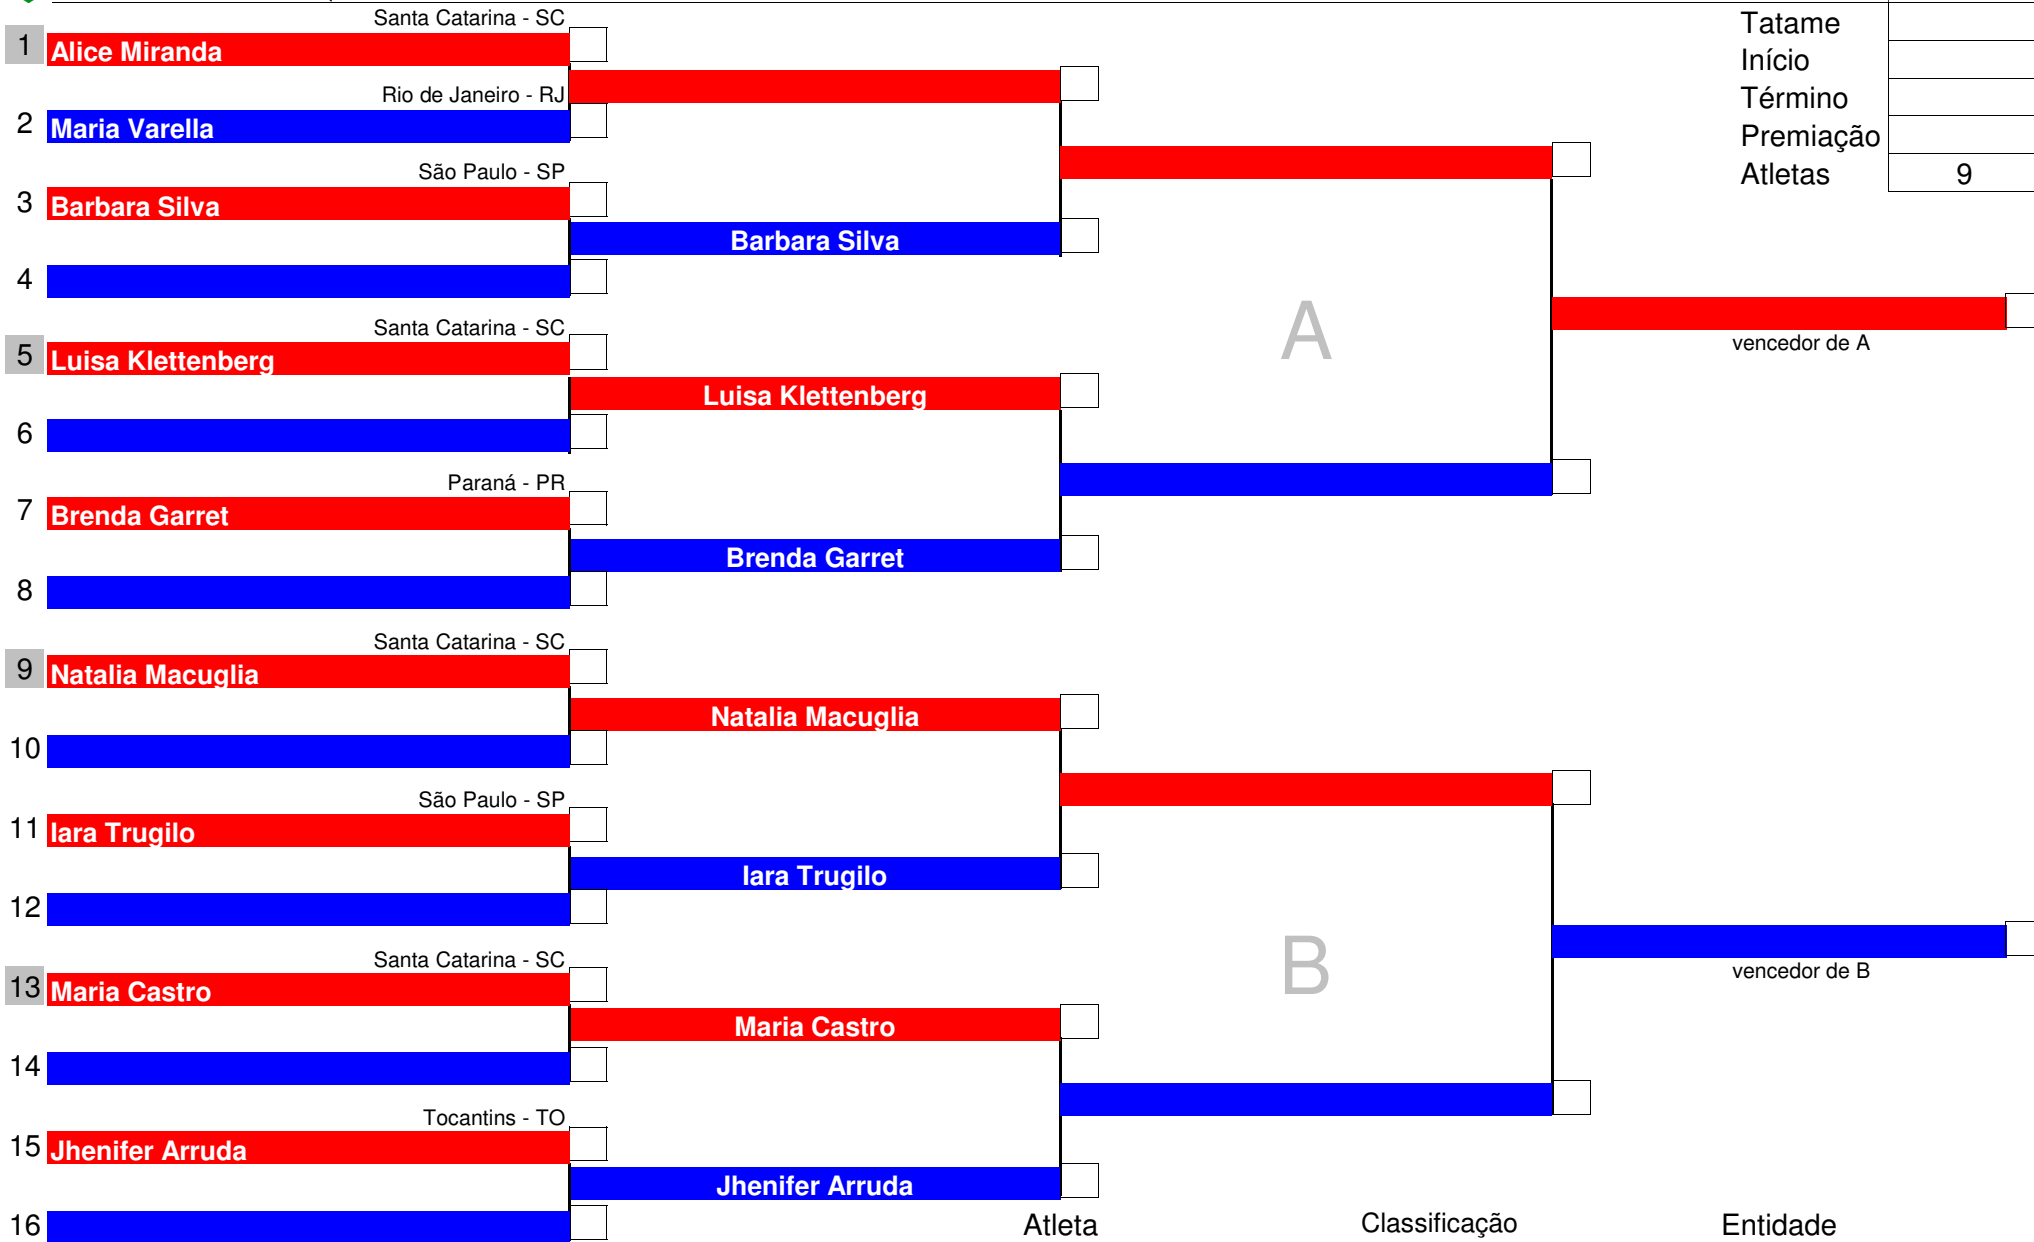 Santa Catarina - SC
1 Alice Miranda
Rio de Janeiro - RJ
2 Maria Varella
São Paulo - SP
3 Barbara Silva
Barbara Silva
4
Santa Catarina - SC
5 Luisa Klettenberg
Luisa Klettenberg
6
Paraná - PR
7 Brenda Garret
Brenda Garret
8
Santa Catarina - SC
9 Natalia Macuglia
Natalia Macuglia
10
São Paulo - SP
11 Iara Trugilo
Iara Trugilo
12
Santa Catarina - SC
13 Maria Castro
Maria Castro
14
Tocantins - TO
15 Jhenifer Arruda
Jhenifer Arruda
16
A
B
Tatame
Início
Término
Premiação
Atletas 9
vencedor de A
vencedor de B
Atleta Classificação Entidade